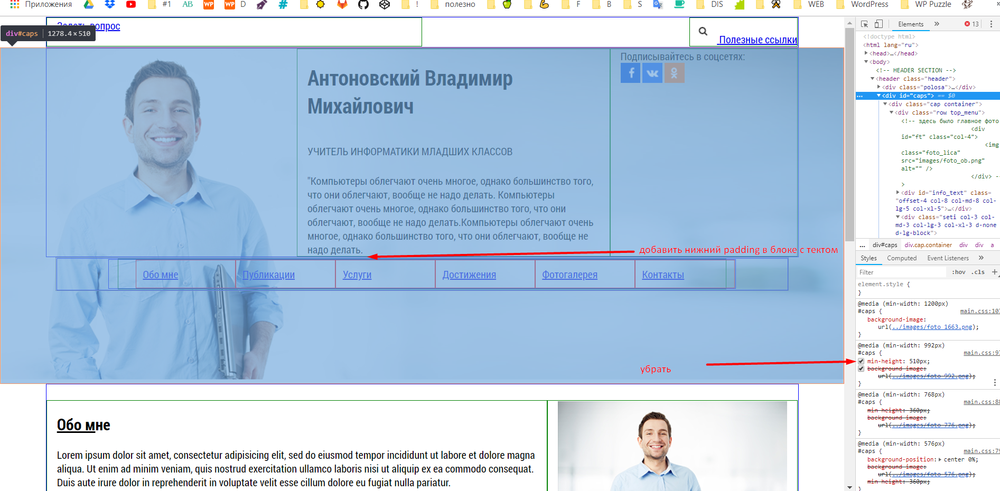 Приложения
#1
D
!
полезно
F
B
S
DIS
WEB
WordPress
WP Puzzle
»
Задать вопрос
div#caps 1278.4 × 510
Полезные ссылки
Подписывайтесь в соцсетях:
Антоновский Владимир
Михайлович
УЧИТЕЛЬ ИНФОРМАТИКИ МЛАДШИХ КЛАССОВ
"Компьютеры облегчают очень многое, однако большинство того,
что они облегчают, вообще не надо делать. Компьютеры
облегчают очень многое, однако большинство того, что они
облегчают, вообще не надо делать.Компьютеры облегчают очень
многое, однако большинство того, что они облегчают, вообще не
надо делать.
добавить нижний padding в блоке с тектом
Обо мне
Публикации
Услуги
Достижения
Фотогалерея
Контакты
убрать
Обо мне
Lorem ipsum dolor sit amet, consectetur adipisicing elit, sed do eiusmod tempor incididunt ut labore et dolore magna
aliqua. Ut enim ad minim veniam, quis nostrud exercitation ullamco laboris nisi ut aliquip ex ea commodo consequat.
Duis aute irure dolor in reprehenderit in voluptate velit esse cillum dolore eu fugiat nulla pariatur.
Elements » 13
<!doctype html>
<html lang="ru">
<head>…</head>
<body>
<!-- HEADER SECTION -->
<header class="header">
<div class="polosa">…</div>
… <div id="caps"> == $0
<div class="cap container">
<div class="row top_menu">
<!-- здесь было главное фото
<div
id="ft" class="col-4">
<img
class="foto_lica"
src="images/foto_ob.png"
alt="" />
</div> --
>
<div id="info_text" class=
"offset-4 col-8 col-md-8 col-
lg-5 col-xl-5">…</div>
<div class="seti col-3 col-
md-3 col-lg-3 col-xl-3 d-none
d-lg-block">
... div#caps div.cap.container div div a
Styles Computed Event Listeners »
Filter :hov .cls +
element.style {
}
@media (min-width: 1200px)
#caps { main.css:107
background-image:
url(../images/foto_1663.png);
}
@media (min-width: 992px)
#caps { main.css:97
min-height: 510px;
background-image:
url(../images/foto_992.png);
}
@media (min-width: 768px)
#caps { main.css:88
min-height: 360px;
background-image:
url(../images/foto_776.png);
}
@media (min-width: 576px)
#caps { main.css:79
background-position: center 0%;
background-image:
url(../images/foto_576.png);
min-height: 360px;
}